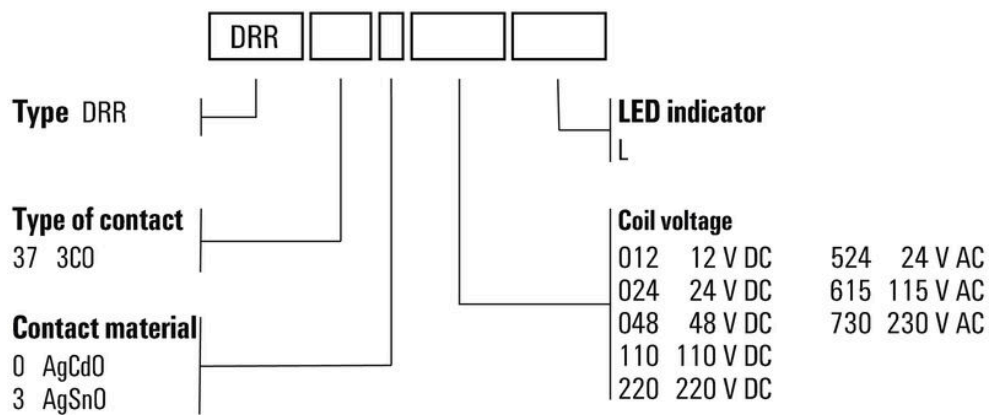 DRR
Type DRR
LED indicator
L
Type of contact
37 3CO
Contact material
0 AgCdO
3 AgSnO
Coil voltage
012 12 V DC 524 24 V AC
024 24 V DC 615 115 V AC
048 48 V DC 730 230 V AC
110 110 V DC
220 220 V DC